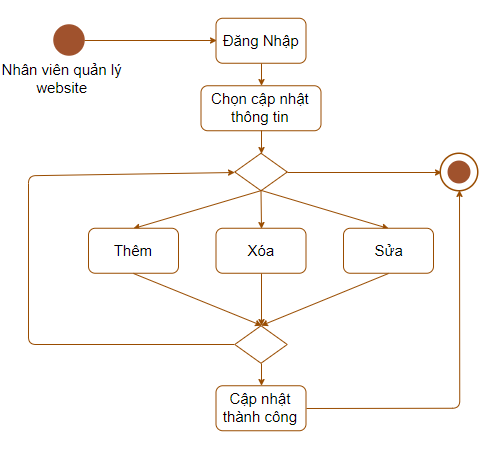 Đăng Nhập
Nhân viên quản lý
website
Chọn cập nhật
thông tin
Thêm
Xóa
Sửa
Cập nhật
thành công